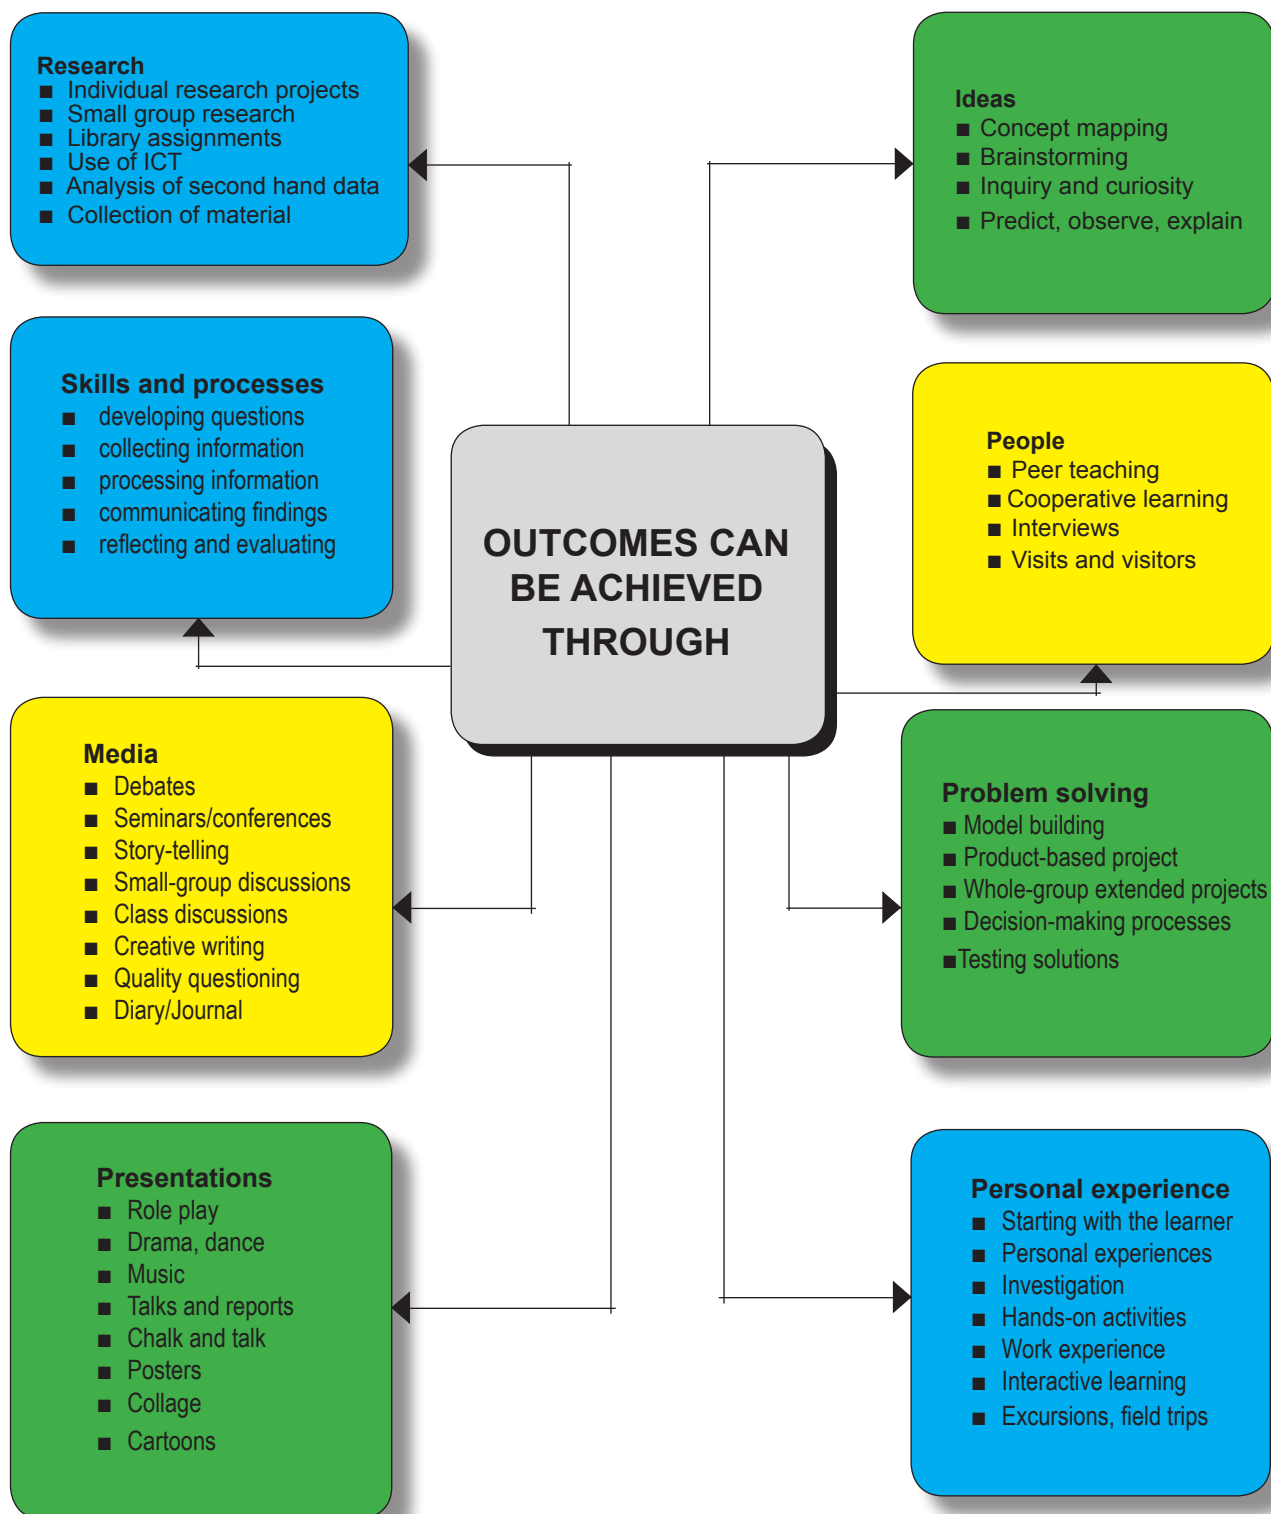 Research
■ Individual research projects
■ Small group research
■ Library assignments
■ Use of ICT
■ Analysis of second hand data
■ Collection of material
Ideas
■ Concept mapping
■ Brainstorming
■ Inquiry and curiosity
■ Predict, observe, explain
Skills and processes
■ developing questions
■ collecting information
■ processing information
■ communicating findings
■ reflecting and evaluating
People
■ Peer teaching
■ Cooperative learning
■ Interviews
■ Visits and visitors
OUTCOMES CAN
BE ACHIEVED
THROUGH
Media
■ Debates
■ Seminars/conferences
■ Story-telling
■ Small-group discussions
■ Class discussions
■ Creative writing
■ Quality questioning
■ Diary/Journal
Problem solving
■ Model building
■ Product-based project
■ Whole-group extended projects
■ Decision-making processes
■Testing solutions
Presentations
■ Role play
■ Drama, dance
■ Music
■ Talks and reports
■ Chalk and talk
■ Posters
■ Collage
■ Cartoons
Personal experience
■ Starting with the learner
■ Personal experiences
■ Investigation
■ Hands-on activities
■ Work experience
■ Interactive learning
■ Excursions, field trips